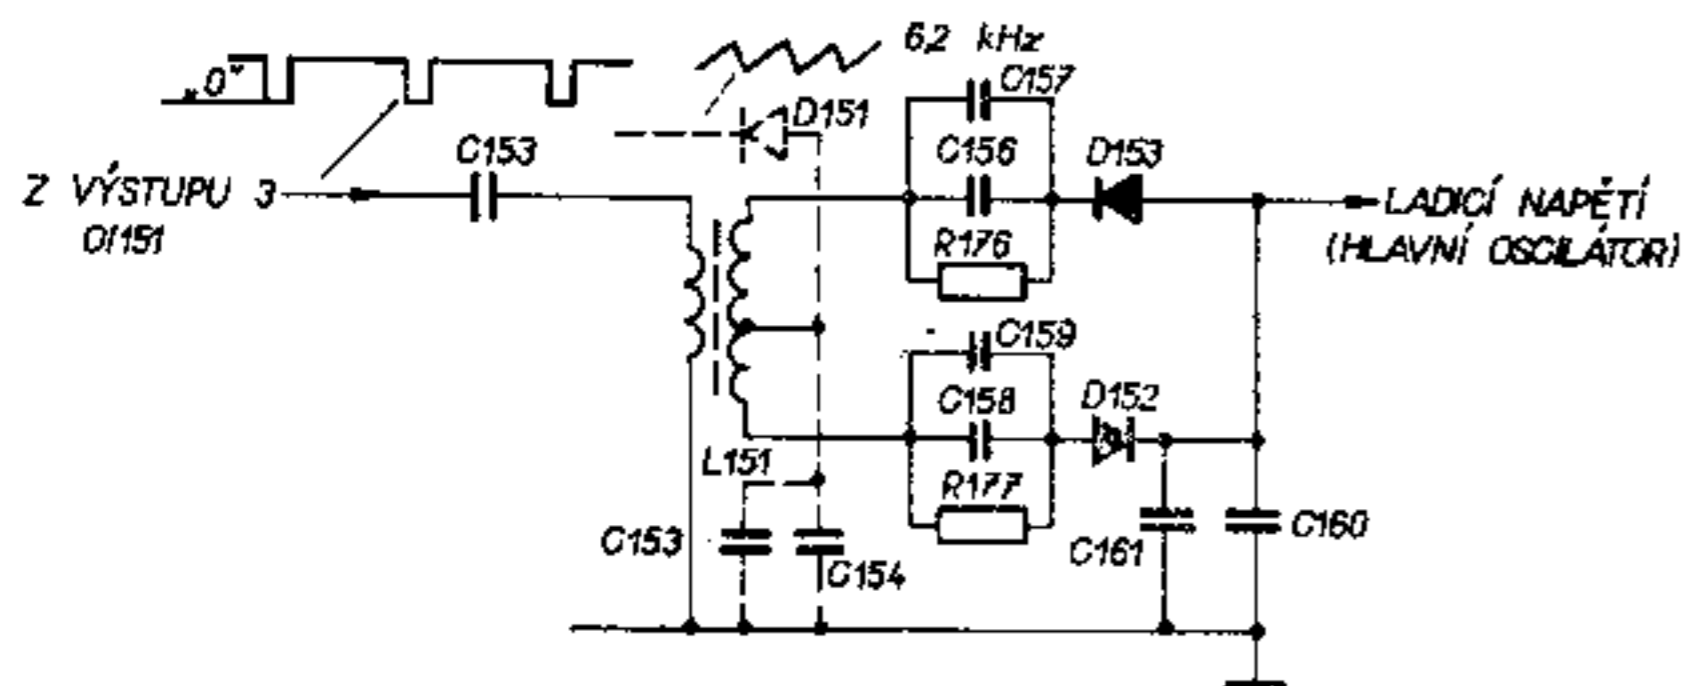 6,2 kHz
„0"
C157
D151
C153
C156
D153
Z VÝSTUPU 3
OI151
LADICÍ NAPĚTÍ
(HLAVNÍ OSCILÁTOR)
R176
C159
C158
D152
L151
R177
C153
C154
C161
C160